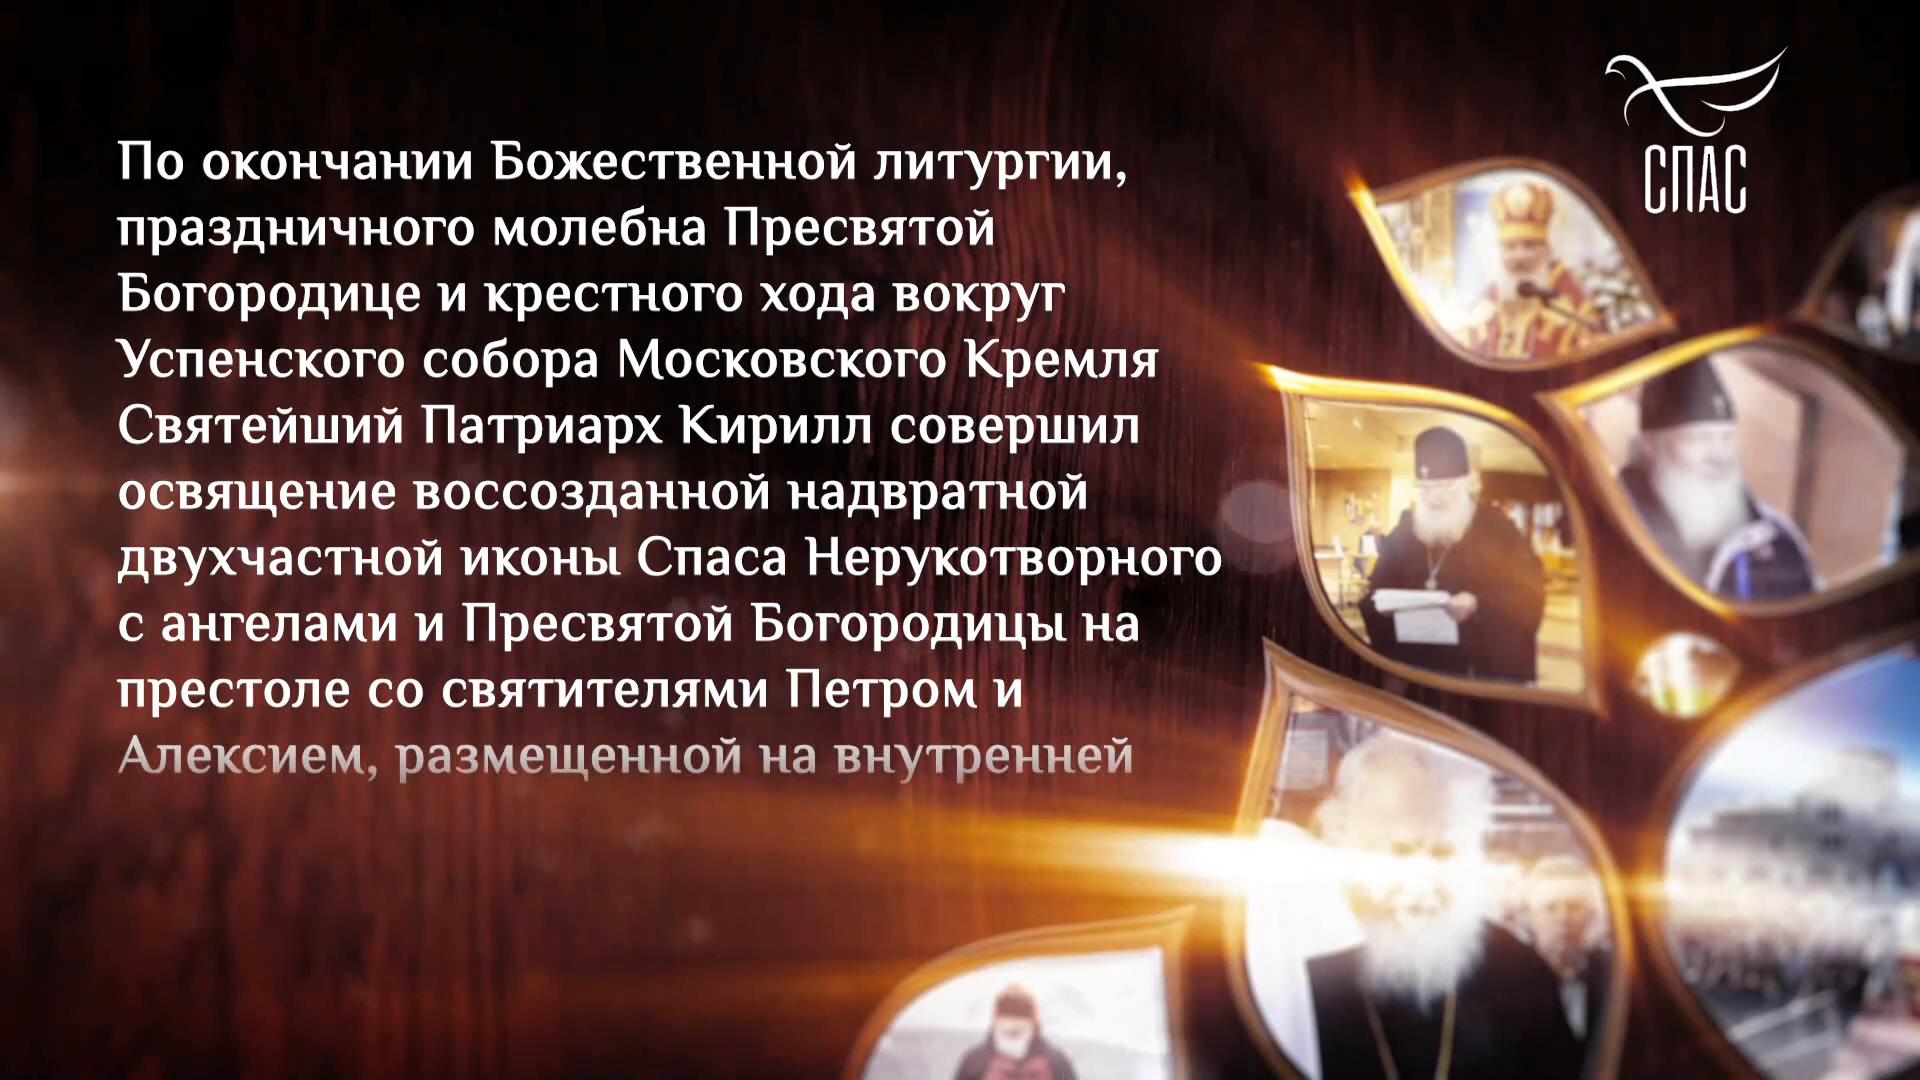 По окончании Божественной литургии,
праздничного молебна Пресвятой
Богородице и крестного хода вокруг
Успенского собора Московского Кремля
Святейший Патриарх Кирилл совершил
освящение воссозданной надвратной
двухчастной иконы Спаса Нерукотворного
с ангелами и Пресвятой Богородицы на
престоле со святителями Петром и
Алексием, размещенной на внутренней
СПАС